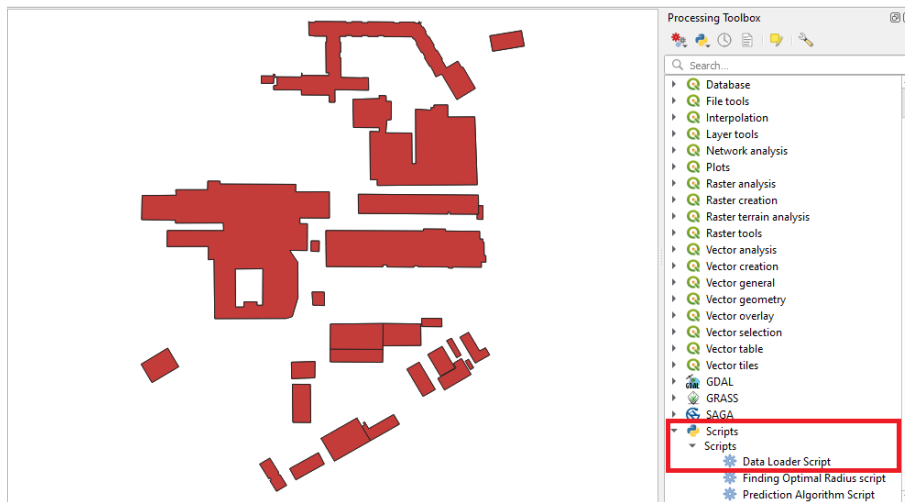 Processing Toolbox
Search...
Database
File tools
Interpolation
Layer tools
Network analysis
Plots
Raster analysis
Raster creation
Raster terrain analysis
Raster tools
Vector analysis
Vector creation
Vector general
Vector geometry
Vector overlay
Vector selection
Vector table
Vector tiles
GDAL
GRASS
SAGA
Scripts
Scripts
Data Loader Script
Finding Optimal Radius script
Prediction Algorithm Script